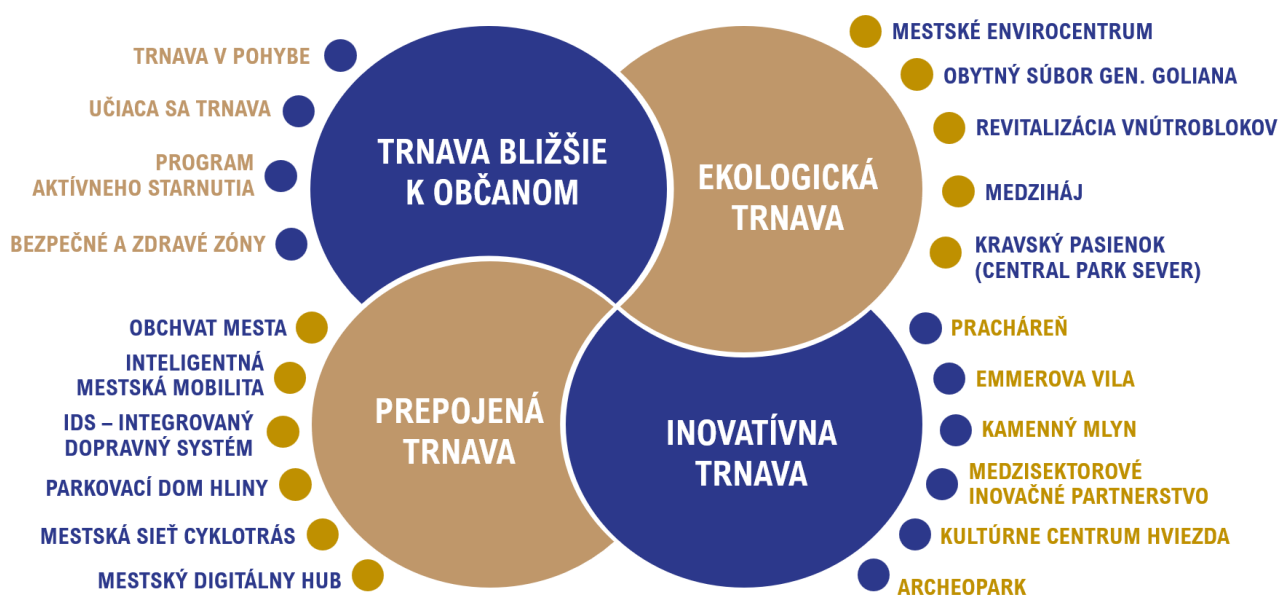 TRNAVA BLIŽŠIE
K OBČANOM
TRNAVA V POHYBE
UČIACA SA TRNAVA
PROGRAM
AKTÍVNEHO STARNUTIA
BEZPEČNÉ A ZDRAVÉ ZÓNY
EKOLOGICKÁ
TRNAVA
MESTSKÉ ENVIROCENTRUM
OBYTNÝ SÚBOR GEN. GOLIANA
REVITALIZÁCIA VNÚTROBLOKOV
MEDZIHÁJ
KRAVSKÝ PASIENOK
(CENTRAL PARK SEVER)
PREPOJENÁ
TRNAVA
OBCHVAT MESTA
INTELIGENTNÁ
MESTSKÁ MOBILITA
IDS – INTEGROVANÝ
DOPRAVNÝ SYSTÉM
PARKOVACÍ DOM HLINY
MESTSKÁ SIEŤ CYKLOTRÁS
MESTSKÝ DIGITÁLNY HUB
INOVATÍVNA
TRNAVA
PRACHÁREŇ
EMMEROVA VILA
KAMENNÝ MLYN
MEDZISEKTOROVÉ
INOVAČNÉ PARTNERSTVO
KULTÚRNE CENTRUM HVIEZDA
ARCHEOPARK